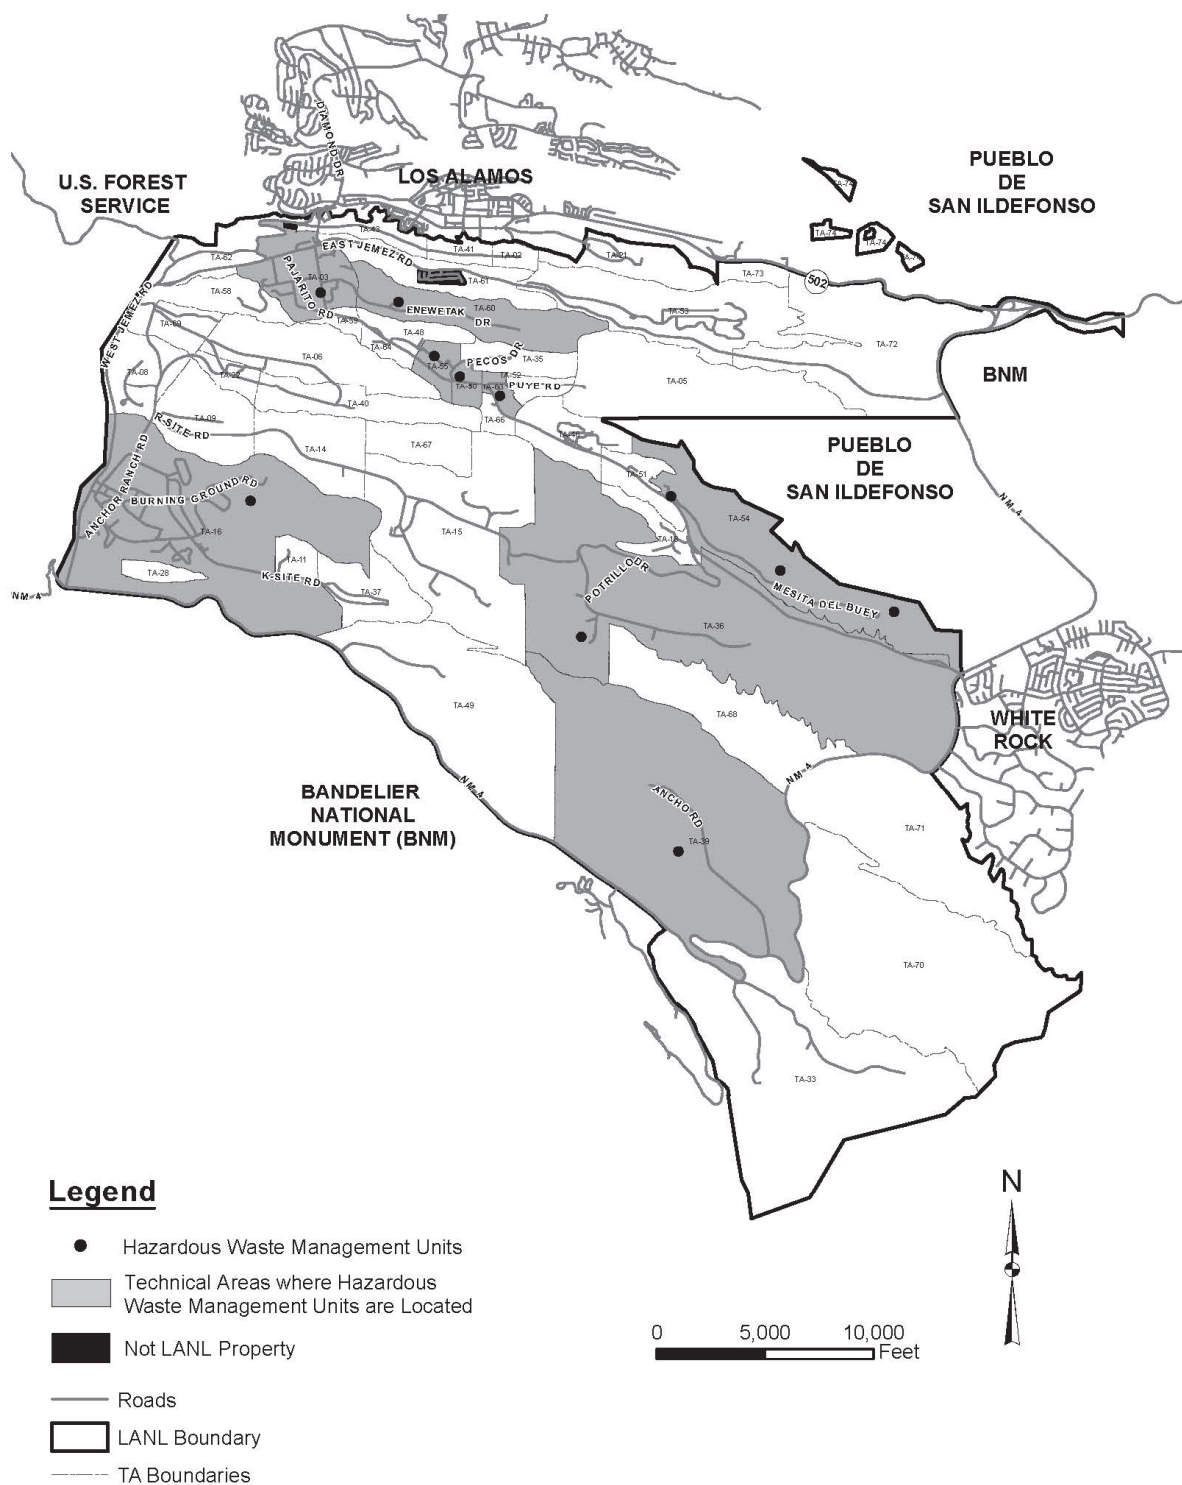 DIAMOND DR
LOS ALAMOS
U.S. FOREST
SERVICE
PUEBLO
DE
SAN ILDEFONSO
TA-74
TA-74
TA-74
TA-74
TA-43
TA-41
TA-02
TA-21
EAST JEMEZ RD
TA-62
TA-03
TA-61
TA-73
502
PAJARITO RD
WEST JEMEZ RD
TA-58
TA-60
ENEWETAK
DR
TA-59
TA-53
TA-72
TA-69
TA-48
TA-64
TA-06
TA-55
PECOS DR
TA-35
TA-52
BNM
TA-08
TA-22
TA-50
TA-63
PUYE RD
TA-05
TA-40
TA-09
R-SITE RD
TA-66
TA-46
TA-14
TA-67
PUEBLO
DE
SAN ILDEFONSO
ANCHOR RANCH RD
TA-51
BURNING GROUND RD
NM-4
TA-54
TA-16
TA-15
TA-18
TA-11
TA-28
K-SITE RD
POTRILLO DR
MESITA DEL BUEY
NM-4
TA-37
TA-36
TA-49
TA-68
WHITE
ROCK
NM-4
NM-4
BANDELIER
NATIONAL
MONUMENT (BNM)
ANCHO RD
TA-71
TA-39
TA-70
TA-33
Legend
N
Hazardous Waste Management Units
Technical Areas where Hazardous
Waste Management Units are Located
Not LANL Property
0 5,000 10,000
Feet
Roads
LANL Boundary
TA Boundaries